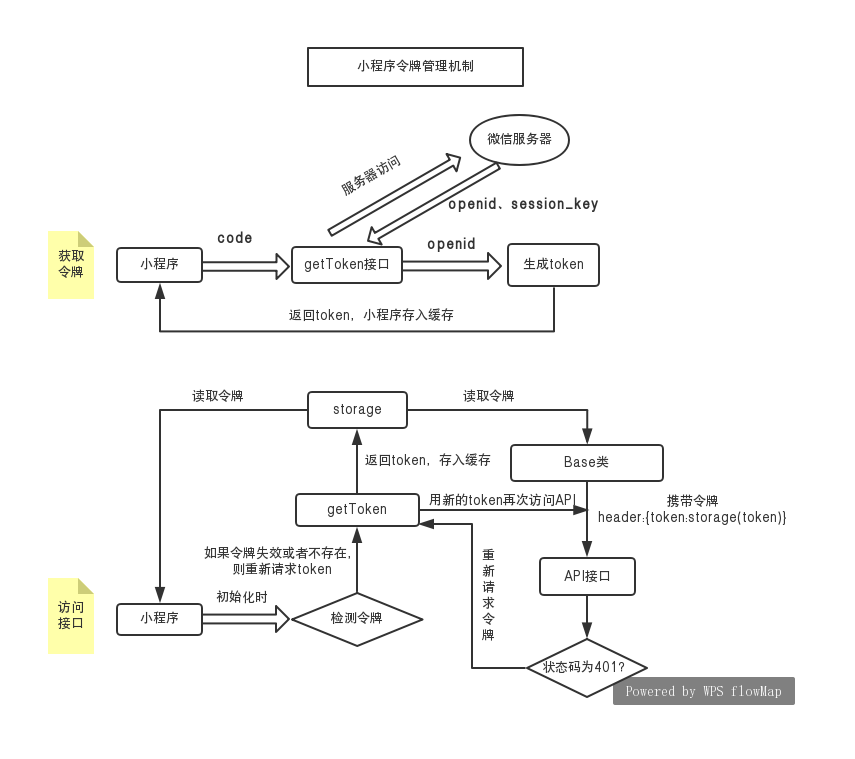 小程序令牌管理机制
微信服务器
服务器访问
openid、session_key
code
openid
获取
令牌
小程序
getToken接口
生成token
返回token，小程序存入缓存
读取令牌
读取令牌
storage
返回token，存入缓存
Base类
getToken
用新的token再次访问API
携带令牌
header:{token:storage(token)}
如果令牌失效或者不存在，
则重新请求token
重
新
请
求
令
牌
API接口
访问
接口
初始化时
小程序
检测令牌
状态码为401?
Powered by WPS flowMap